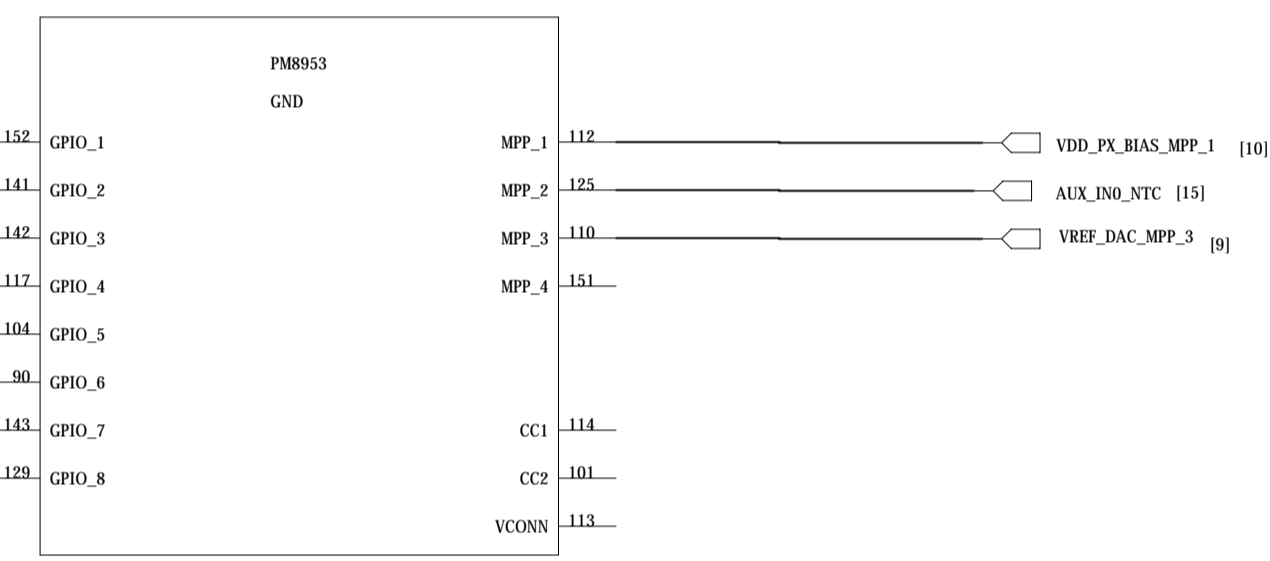 PM8953
GND
152 GPIO_1 MPP_1 112 VDD_PX_BIAS_MPP_1 [10]
141 GPIO_2 MPP_2 125 AUX_IN0_NTC [15]
142 GPIO_3 MPP_3 110 VREF_DAC_MPP_3 [9]
117 GPIO_4 MPP_4 151
104 GPIO_5
90 GPIO_6
143 GPIO_7 CC1 114
129 GPIO_8 CC2 101
VCONN 113